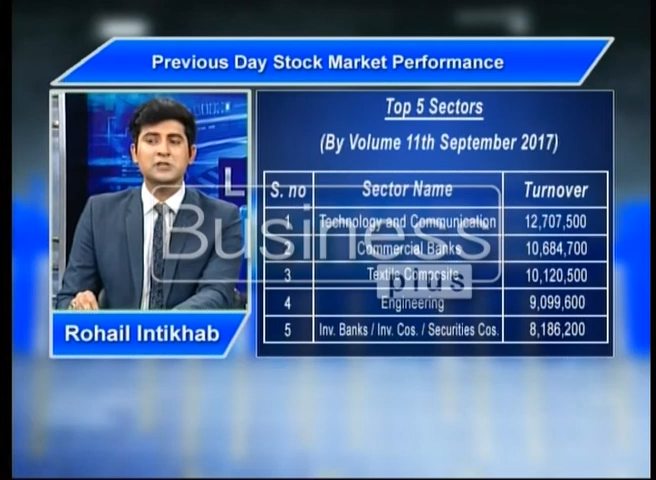 Previous Day Stock Market Performance
Top 5 Sectors
(By Volume 11th September 2017)
S. no Sector Name Turnover
1 Technology and Communication 12,707,500
2 Commercial Banks 10,684,700
3 Textile Composite 10,120,500
4 Engineering 9,099,600
5 Inv. Banks / Inv. Cos. / Securities Cos. 8,186,200
Rohail Intikhab
Business
plus